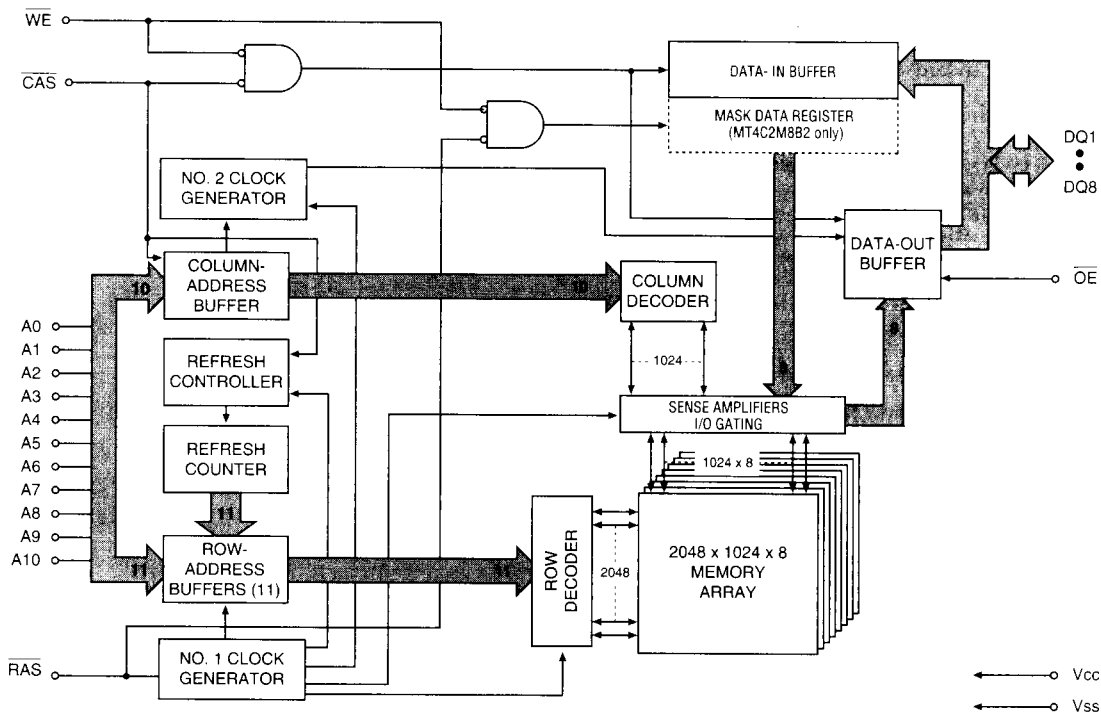 WE
CAS
DATA- IN BUFFER
MASK DATA REGISTER
(MT4C2M8B2 only)
DQ1
DQ8
NO. 2 CLOCK
GENERATOR
DATA-OUT
BUFFER
OE
10
COLUMN-
ADDRESS
BUFFER
10
COLUMN
DECODER
8
A0
A1
A2
A3
A4
A5
A6
A7
A8
A9
A10
REFRESH
CONTROLLER
1024
8
SENSE AMPLIFIERS
I/O GATING
REFRESH
COUNTER
1024 x 8
11
11
ROW-
ADDRESS
BUFFERS (11)
11
ROW
DECODER
2048
2048 x 1024 x 8
MEMORY
ARRAY
RAS
NO. 1 CLOCK
GENERATOR
Vcc
Vss